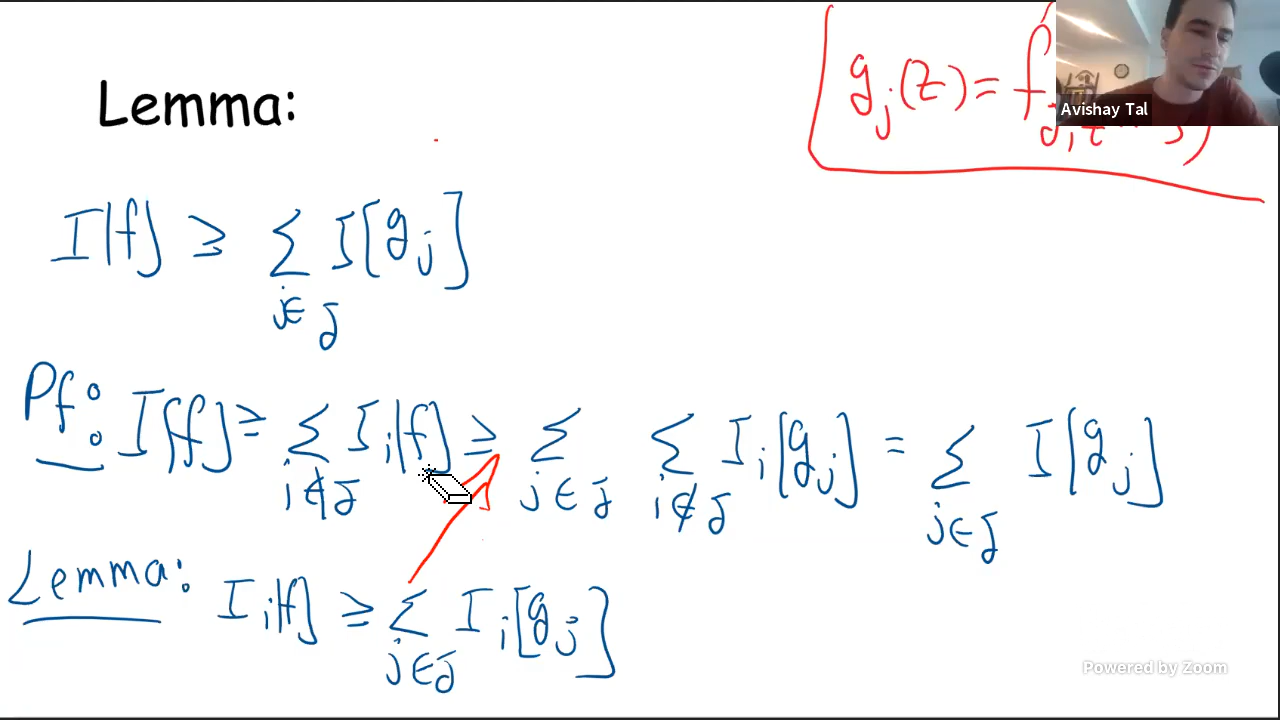 g_j(z) = f̂
Avishay Tal
Lemma:
I[f] ≥ Σ_{j∈J} I[g_j]
Pf: I[f] ≥ Σ_{i∉J} I_i[f] ≥ Σ_{j∈J} Σ_{i∉J} I_i[g_j] = Σ_{j∈J} I[g_j]
Lemma: I_i[f] ≥ Σ_{j∈J} I_i[g_j]
Powered by Zoom